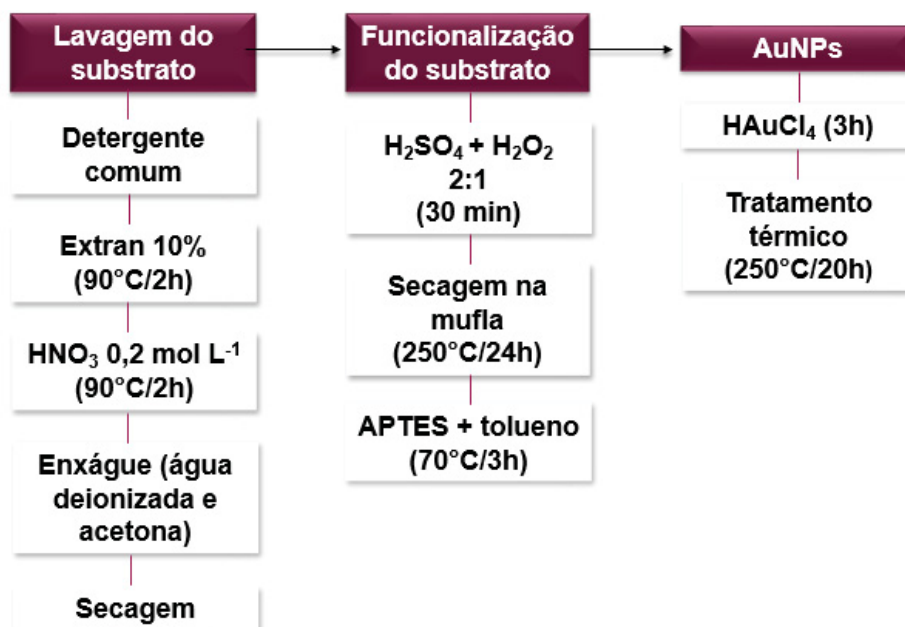 Lavagem do
substrato
Detergente
comum
Extran 10%
(90°C/2h)
HNO₃ 0,2 mol L⁻¹
(90°C/2h)
Enxágue (água
deionizada e
acetona)
Secagem
Funcionalização
do substrato
H₂SO₄ + H₂O₂
2:1
(30 min)
Secagem na
mufla
(250°C/24h)
APTES + tolueno
(70°C/3h)
AuNPs
HAuCl₄ (3h)
Tratamento
térmico
(250°C/20h)